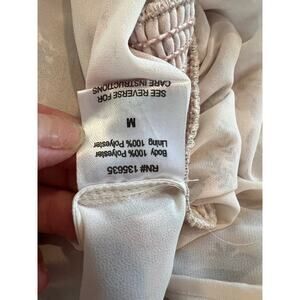 RN# 135635
Body 100% Polyester
Lining 100% Polyester
M
SEE REVERSE FOR
CARE INSTRUCTIONS